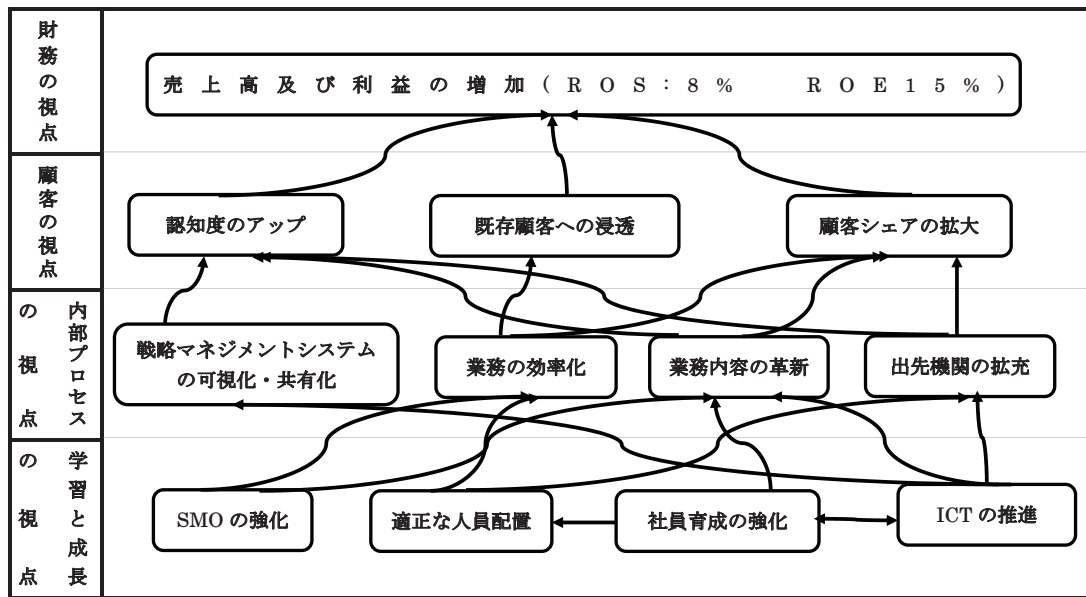 財務の視点
売上高及び利益の増加(ROS:8%　ROE15%)
顧客の視点
認知度のアップ
既存顧客への浸透
顧客シェアの拡大
内部プロセス
の視点
戦略マネジメントシステム
の可視化・共有化
業務の効率化
業務内容の革新
出先機関の拡充
学習と成長
の視点
SMOの強化
適正な人員配置
社員育成の強化
ICTの推進